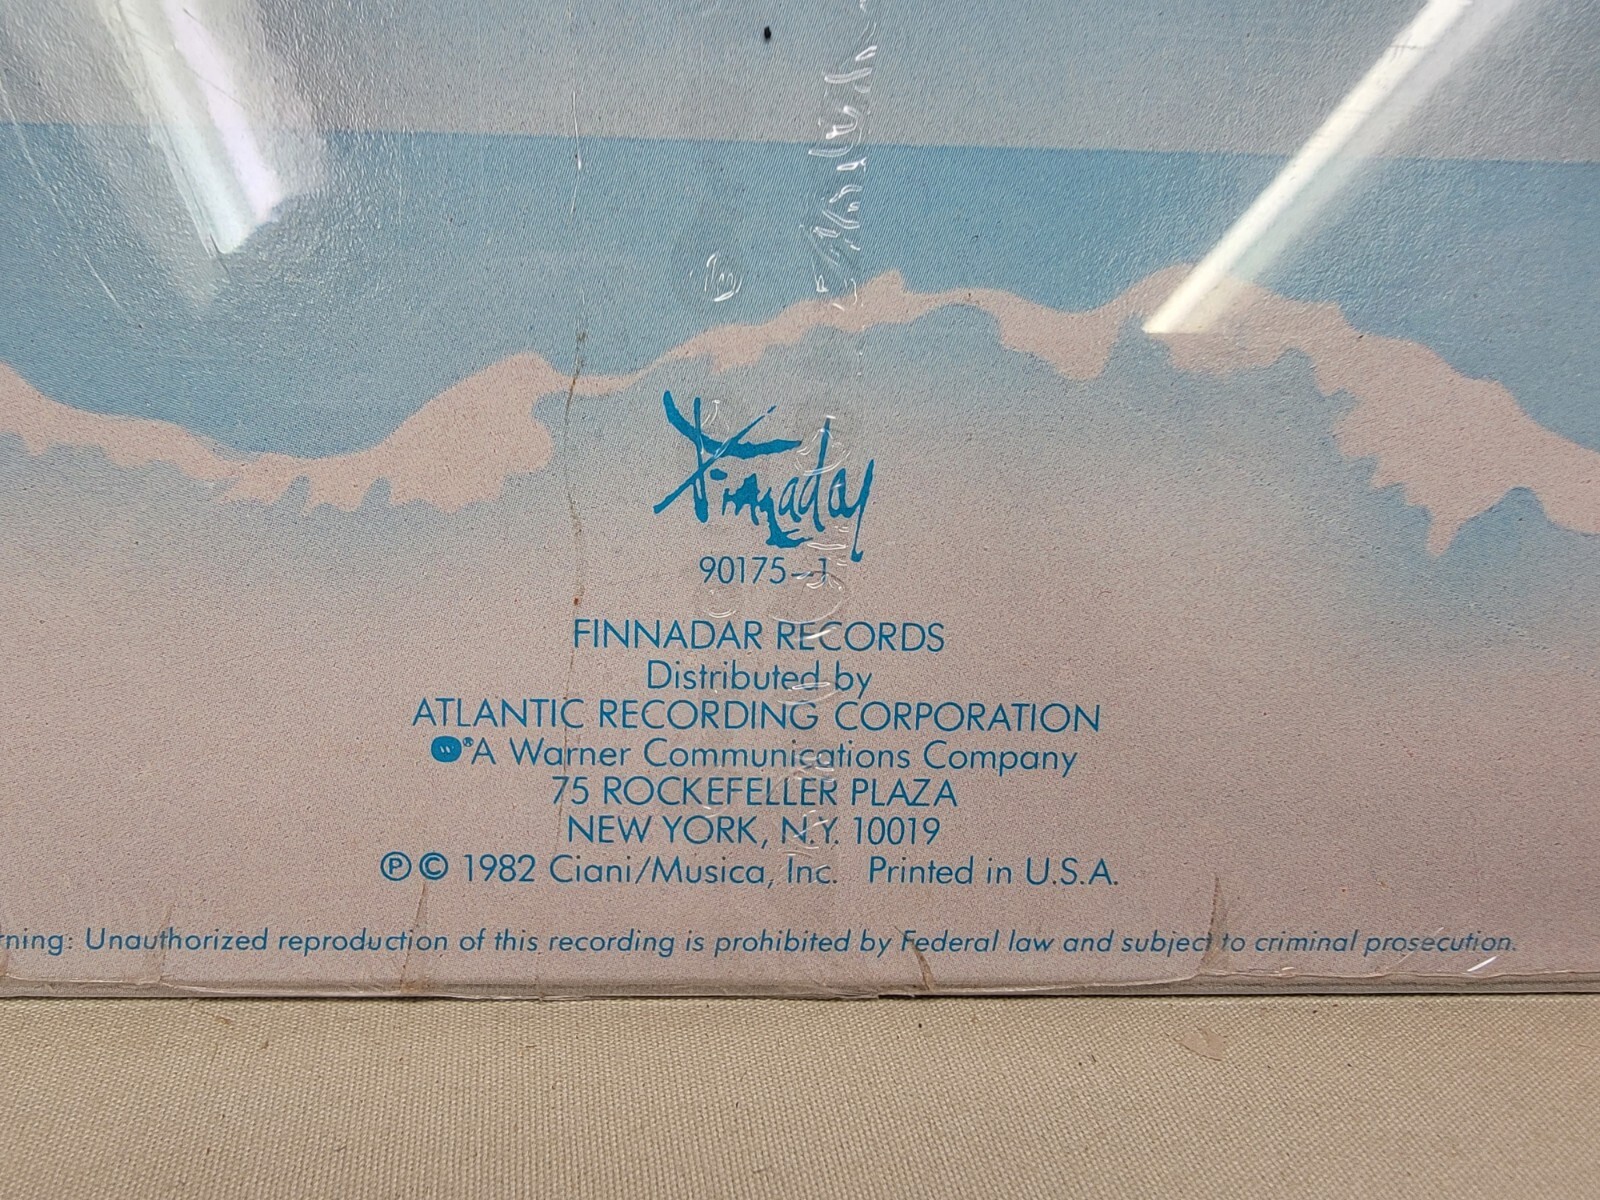 Finnadar
90175-1
FINNADAR RECORDS
Distributed by
ATLANTIC RECORDING CORPORATION
®A Warner Communications Company
75 ROCKEFELLER PLAZA
NEW YORK, N.Y. 10019
℗ © 1982 Ciani/Musica, Inc. Printed in U.S.A.
rning: Unauthorized reproduction of this recording is prohibited by Federal law and subject to criminal prosecution.